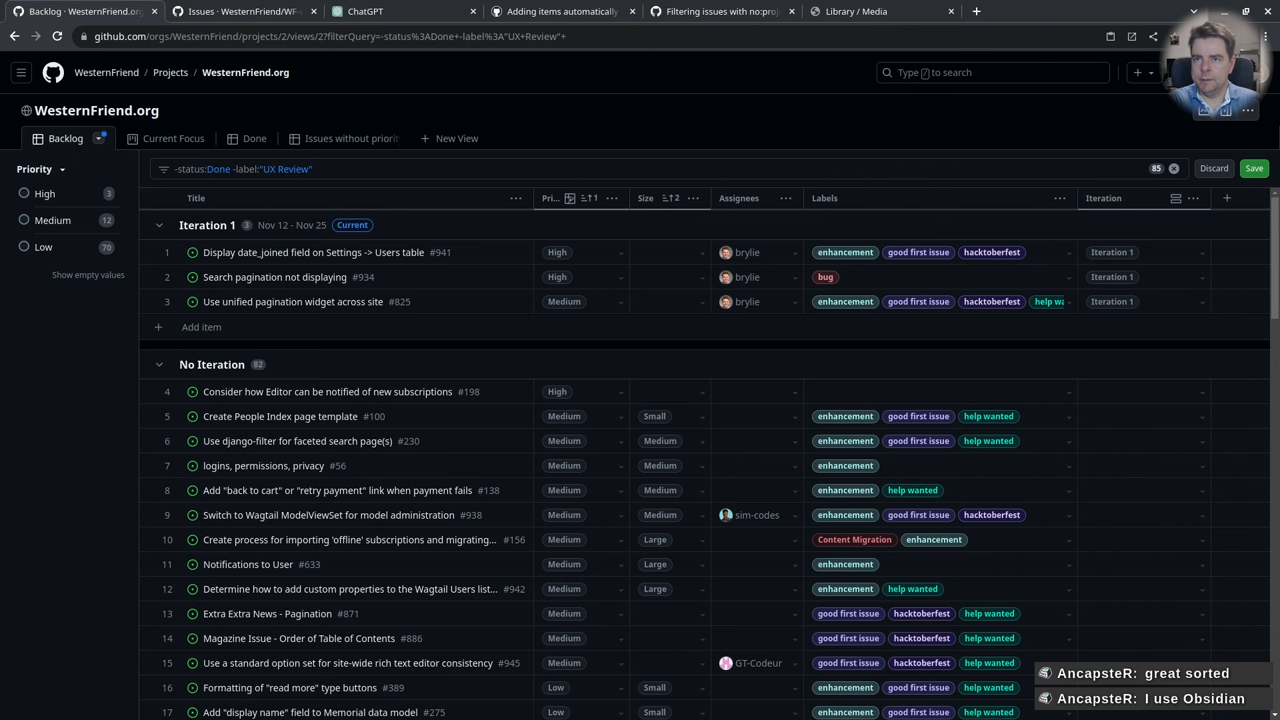 Backlog · WesternFriend.org
Issues · WesternFriend/WF-
ChatGPT
Adding items automatically
Filtering issues with no:proj
Library / Media
github.com/orgs/WesternFriend/projects/2/views/2?filterQuery=-status%3ADone+-label%3A"UX+Review"+
WesternFriend
Projects
WesternFriend.org
Type / to search
WesternFriend.org
Backlog
Current Focus
Done
Issues without priorit
New View
Priority
-status:Done -label:"UX Review"
85
Discard
Save
High 3
Medium 12
Low 70
Show empty values
Title
Pri... 1
Size 2
Assignees
Labels
Iteration
Iteration 1 3 Nov 12 - Nov 25 Current
1 Display date_joined field on Settings -> Users table #941 High brylie enhancement good first issue hacktoberfest Iteration 1
2 Search pagination not displaying #934 High brylie bug Iteration 1
3 Use unified pagination widget across site #825 Medium brylie enhancement good first issue hacktoberfest help wa Iteration 1
Add item
No Iteration 82
4 Consider how Editor can be notified of new subscriptions #198 High
5 Create People Index page template #100 Medium Small enhancement good first issue help wanted
6 Use django-filter for faceted search page(s) #230 Medium Medium enhancement good first issue help wanted
7 logins, permissions, privacy #56 Medium Medium enhancement
8 Add "back to cart" or "retry payment" link when payment fails #138 Medium Medium enhancement help wanted
9 Switch to Wagtail ModelViewSet for model administration #938 Medium Medium sim-codes enhancement good first issue hacktoberfest
10 Create process for importing 'offline' subscriptions and migrating... #156 Medium Large Content Migration enhancement
11 Notifications to User #633 Medium Large enhancement
12 Determine how to add custom properties to the Wagtail Users list... #942 Medium Large enhancement help wanted
13 Extra Extra News - Pagination #871 Medium good first issue hacktoberfest help wanted
14 Magazine Issue - Order of Table of Contents #886 Medium good first issue hacktoberfest help wanted
15 Use a standard option set for site-wide rich text editor consistency #945 Medium GT-Codeur good first issue hacktoberfest help wanted
16 Formatting of "read more" type buttons #389 Low Small enhancement good first issue help wanted
17 Add "display name" field to Memorial data model #275 Low Small enhancement good first issue help wanted
AncapsteR: great sorted
AncapsteR: I use Obsidian